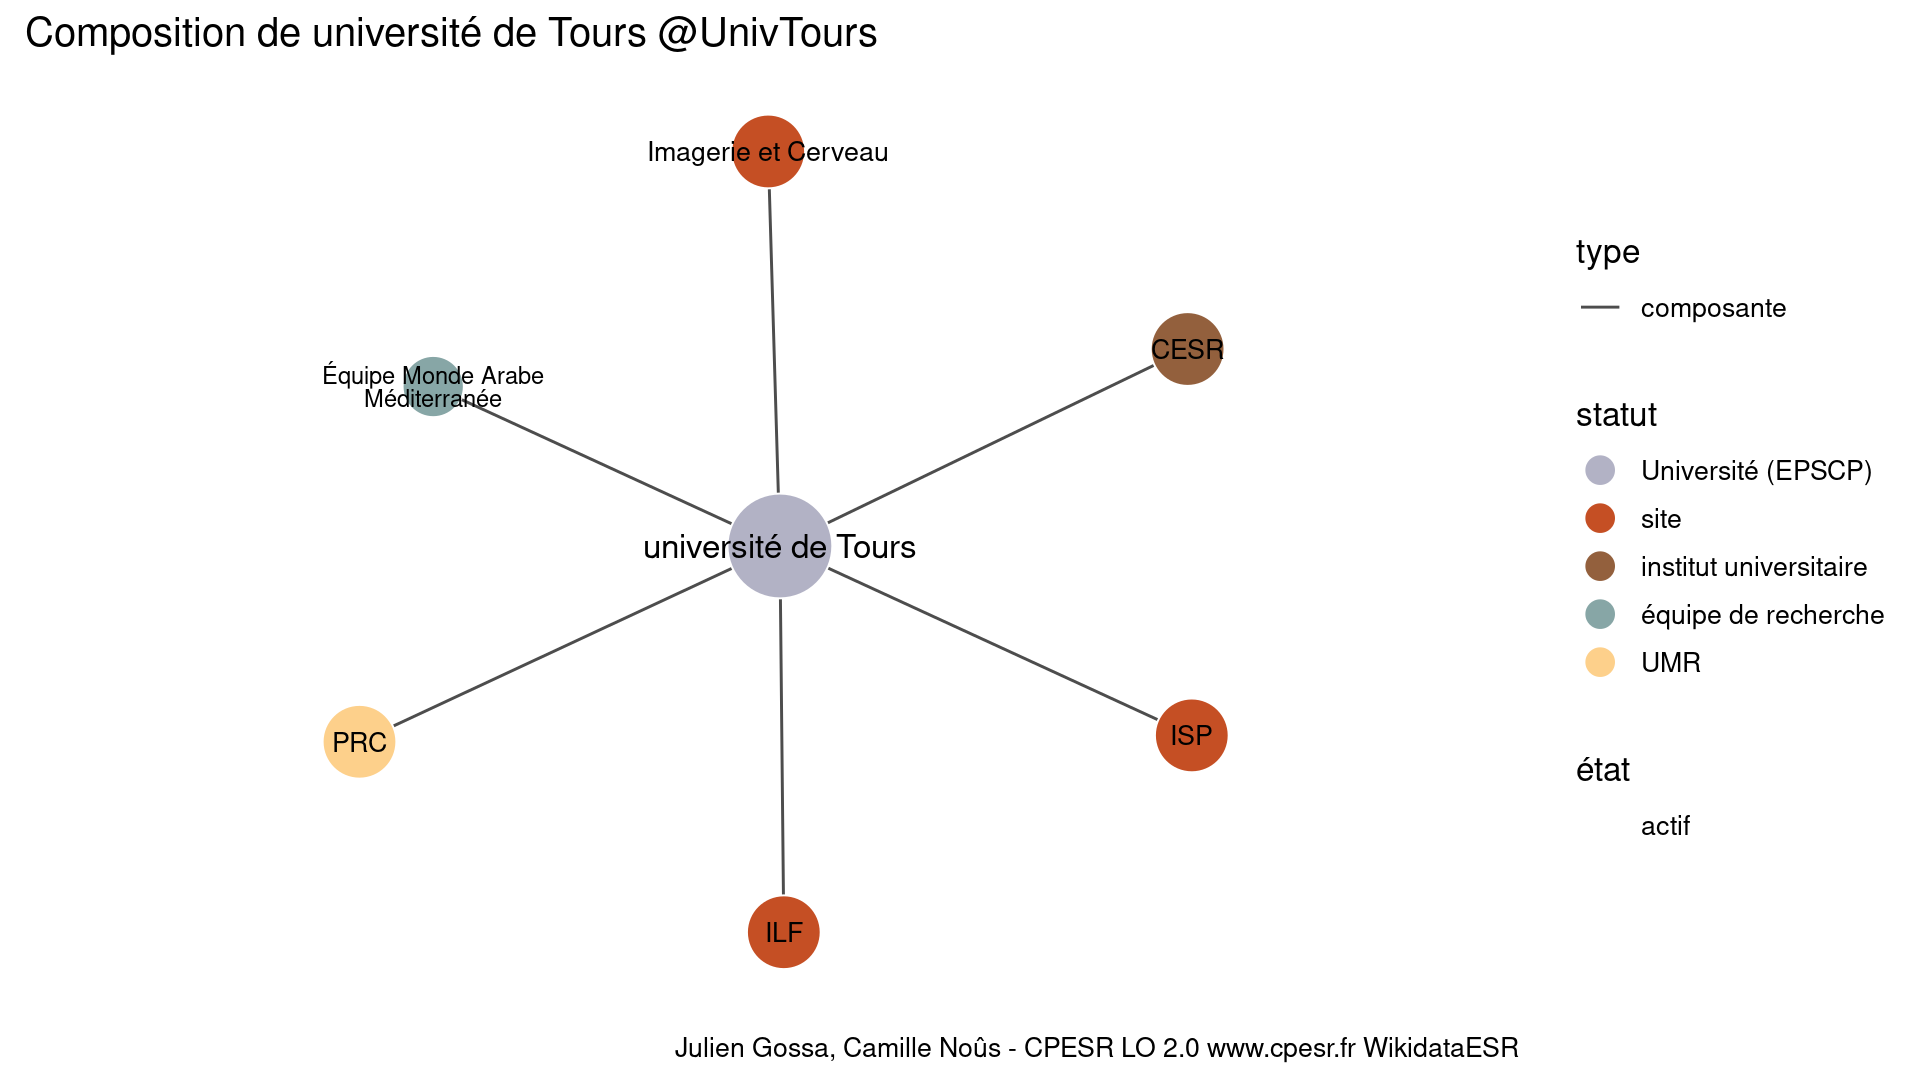 Composition de université de Tours @UnivTours
Imagerie et Cerveau
CESR
Équipe Monde Arabe
Méditerranée
université de Tours
PRC
ISP
ILF
type
composante
statut
Université (EPSCP)
site
institut universitaire
équipe de recherche
UMR
état
actif
Julien Gossa, Camille Noûs - CPESR LO 2.0 www.cpesr.fr WikidataESR